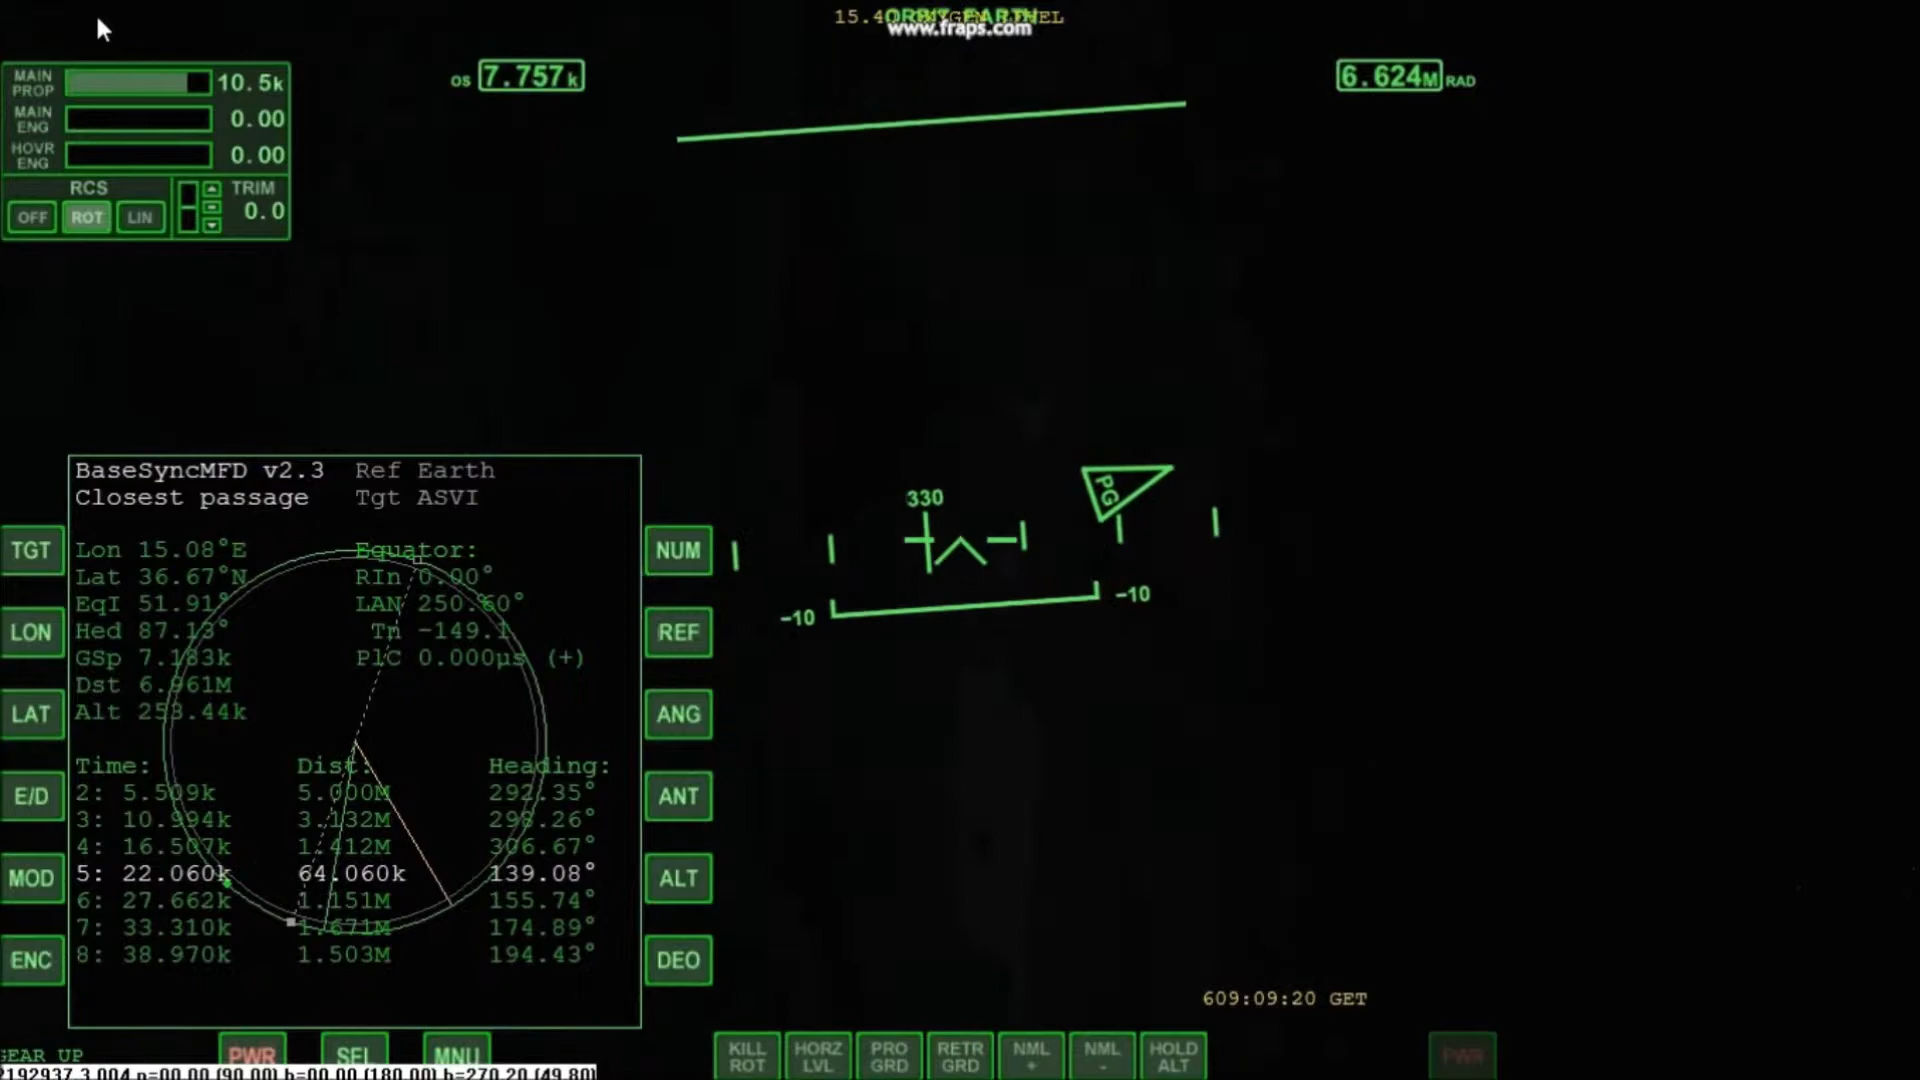 ORBIT EARTH
www.fraps.com
MAIN PROP 10.5k
MAIN ENG 0.00
HOVR ENG 0.00
RCS
TRIM
0.0
OFF ROT LIN
OS 7.757k
6.624M RAD
330
PG
-10 -10
BaseSyncMFD v2.3 Ref Earth
Closest passage Tgt ASVI
Lon 15.08°E Equator:
Lat 36.67°N RIn 0.00°
EqI 51.91° LAN 250.60°
Hed 87.13° Tn -149.1
GSp 7.183k PlC 0.000µs (+)
Dst 6.961M
Alt 253.44k
Time: Dist: Heading:
2: 5.509k 5.000M 292.35°
3: 10.994k 3.132M 298.26°
4: 16.507k 1.412M 306.67°
5: 22.060k 64.060k 139.08°
6: 27.662k 1.151M 155.74°
7: 33.310k 1.671M 174.89°
8: 38.970k 1.503M 194.43°
TGT
LON
LAT
E/D
MOD
ENC
NUM
REF
ANG
ANT
ALT
DEO
609:09:20 GET
GEAR UP
PWR SEL MNU
KILL ROT
HORZ LVL
PRO GRD
RETR GRD
NML +
NML -
HOLD ALT
PWR